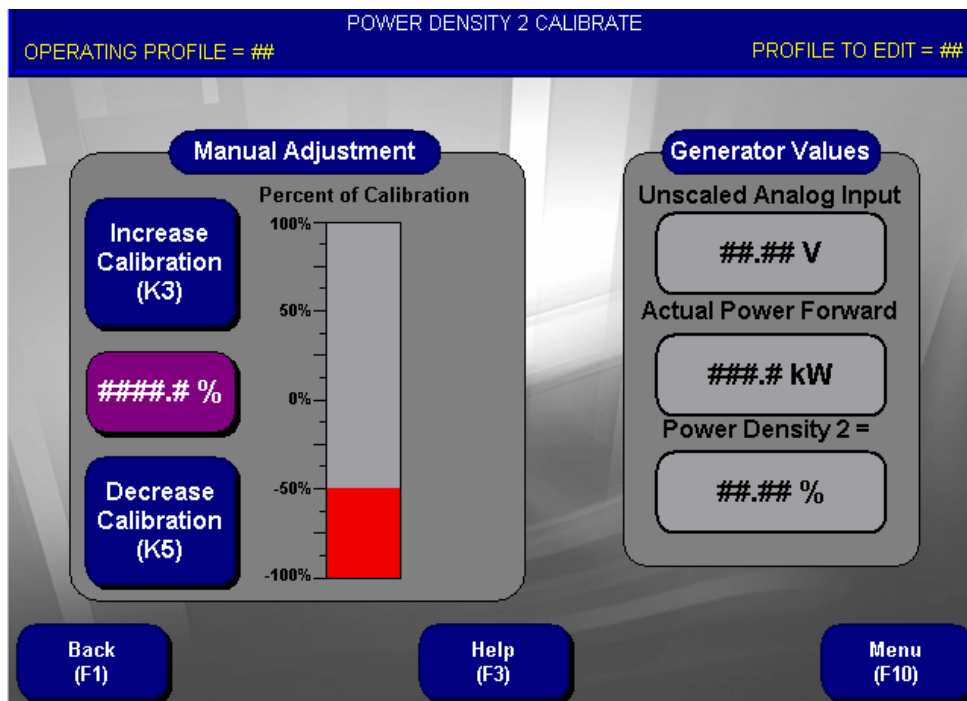 POWER DENSITY 2 CALIBRATE
OPERATING PROFILE = ##
PROFILE TO EDIT = ##
Manual Adjustment
Percent of Calibration
Increase
Calibration
(K3)
####.# %
Decrease
Calibration
(K5)
100%
50%
0%
-50%
-100%
Generator Values
Unscaled Analog Input
##.## V
Actual Power Forward
###.# kW
Power Density 2 =
##.## %
Back
(F1)
Help
(F3)
Menu
(F10)